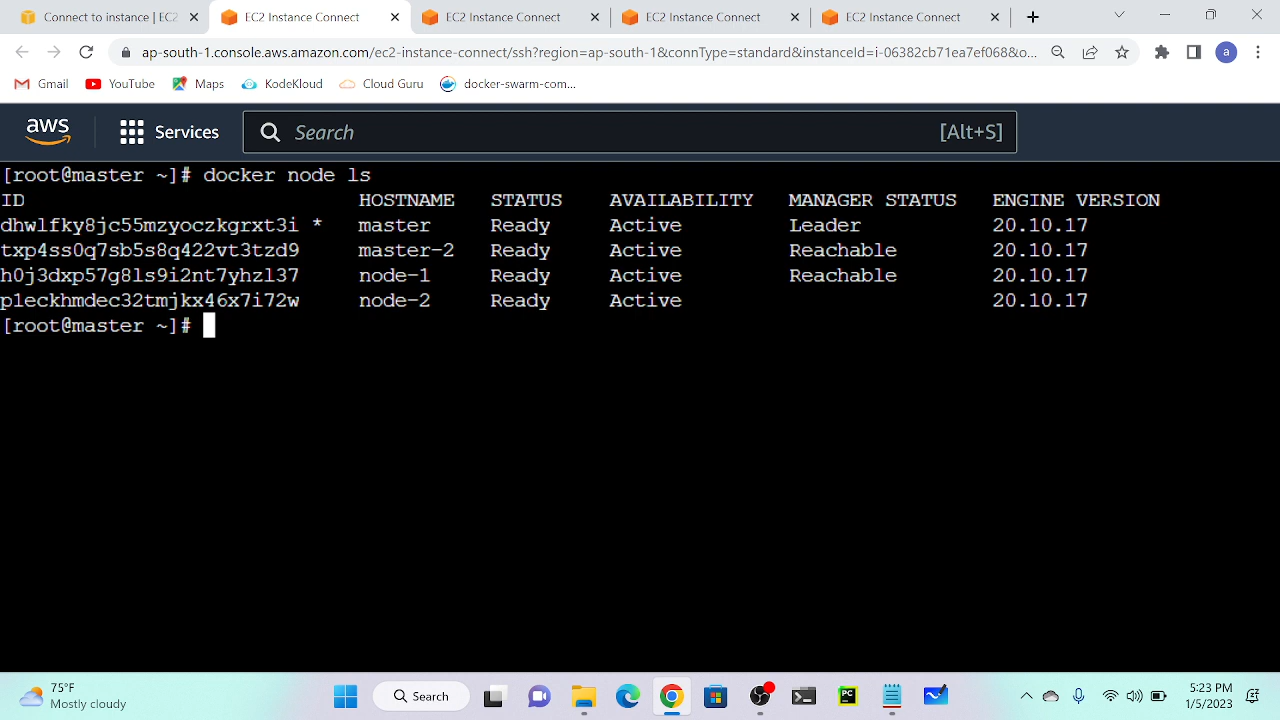 Connect to instance | EC2
EC2 Instance Connect
EC2 Instance Connect
EC2 Instance Connect
EC2 Instance Connect
ap-south-1.console.aws.amazon.com/ec2-instance-connect/ssh?region=ap-south-1&connType=standard&instanceId=i-06382cb71ea7ef068&o...
a
Gmail
YouTube
Maps
KodeKloud
Cloud Guru
docker-swarm-com...
aws
Services
Search
[Alt+S]
[root@master ~]# docker node ls
ID HOSTNAME STATUS AVAILABILITY MANAGER STATUS ENGINE VERSION
dhwlfky8jc55mzyoczkgrxt3i * master Ready Active Leader 20.10.17
txp4ss0q7sb5s8q422vt3tzd9 master-2 Ready Active Reachable 20.10.17
h0j3dxp57g8ls9i2nt7yhzl37 node-1 Ready Active Reachable 20.10.17
p1eckhmdec32tmjkx46x7i72w node-2 Ready Active 20.10.17
[root@master ~]#
75°F
Mostly cloudy
Search
PC
5:23 PM
1/5/2023